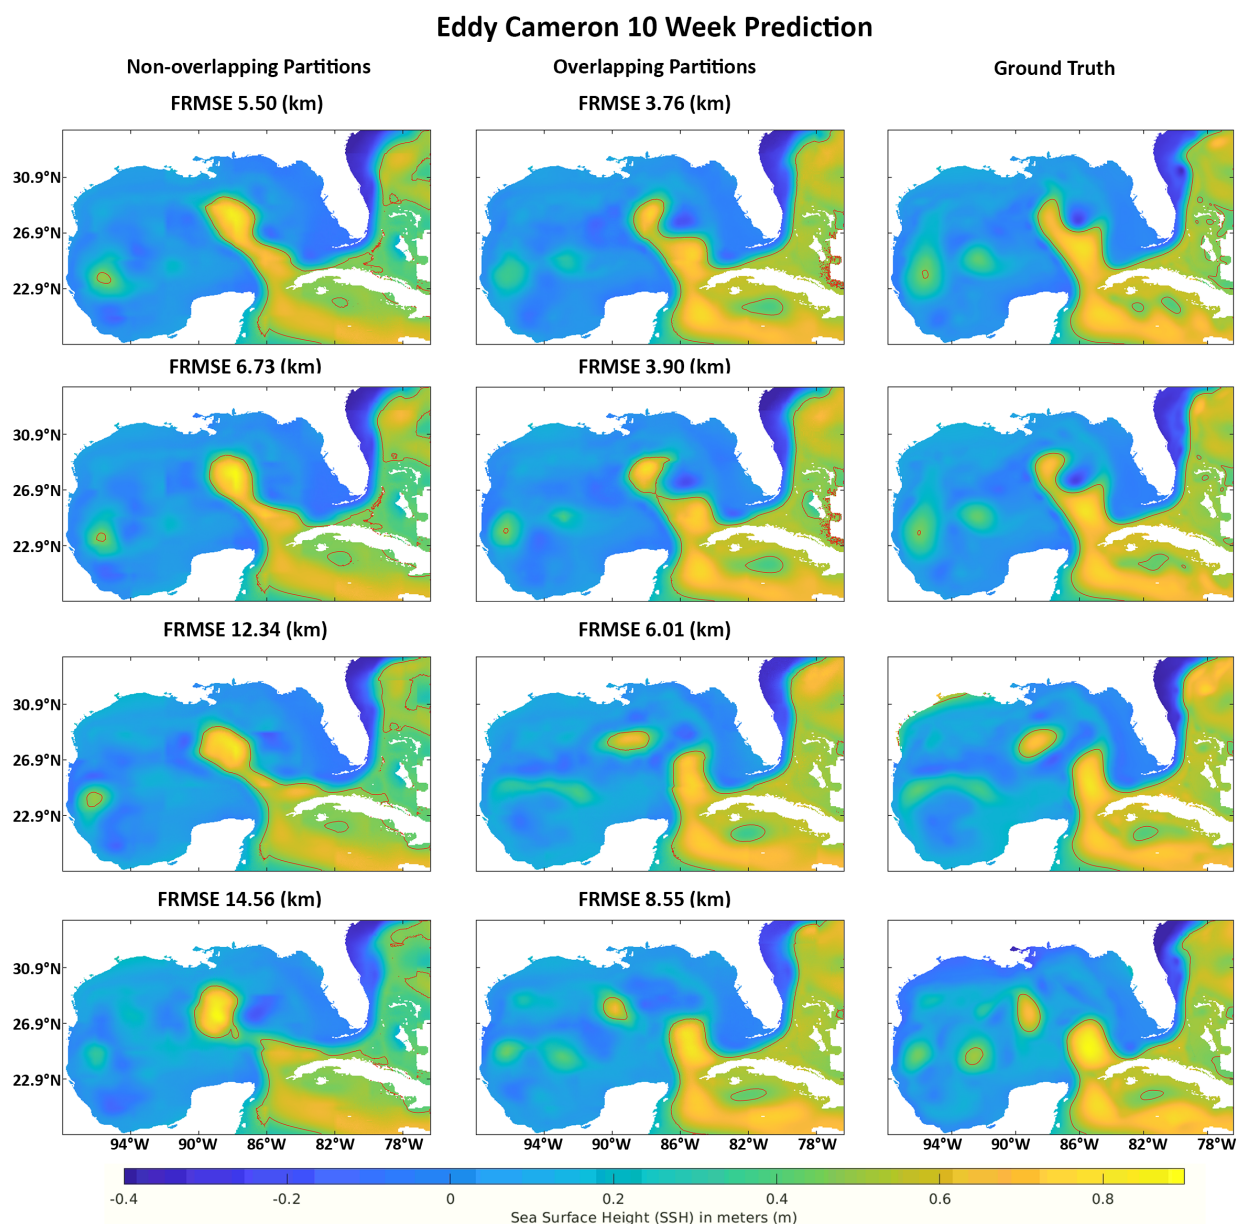 Eddy Cameron 10 Week Prediction
Non-overlapping Partitions Overlapping Partitions Ground Truth
FRMSE 5.50 (km) FRMSE 3.76 (km)
30.9°N
26.9°N
22.9°N
FRMSE 6.73 (km) FRMSE 3.90 (km)
30.9°N
26.9°N
22.9°N
FRMSE 12.34 (km) FRMSE 6.01 (km)
30.9°N
26.9°N
22.9°N
FRMSE 14.56 (km) FRMSE 8.55 (km)
30.9°N
26.9°N
22.9°N
94°W 90°W 86°W 78°W 90°W 86°W 78°W 94°W 90°W 86°W 82°W 78°W
-0.4 -0.2 0 0.2 0.4 0.6 0.8
Sea Surface Height (SSH) in meters (m)